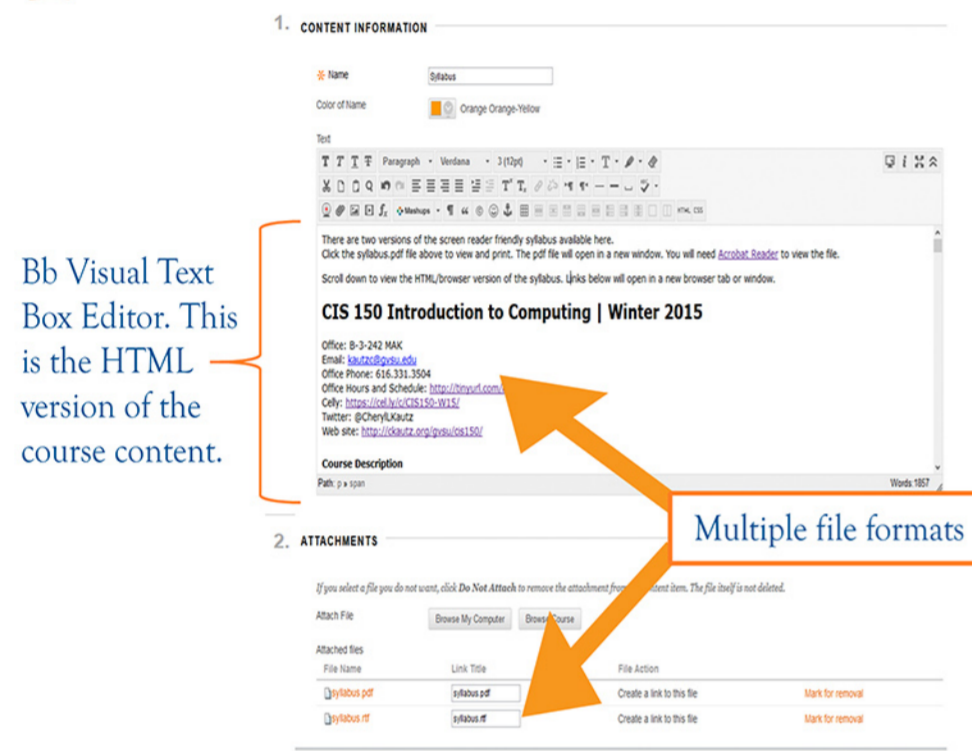 1. CONTENT INFORMATION
Name
Syllabus
Color of Name
Orange Orange-Yellow
Text
T T T T Paragraph Verdana 3 (12pt) T
HTML CSS
Mashups
There are two versions of the screen reader friendly syllabus available here.
Click the syllabus.pdf file above to view and print. The pdf file will open in a new window. You will need Acrobat Reader to view the file.
Scroll down to view the HTML/browser version of the syllabus. Links below will open in a new browser tab or window.
CIS 150 Introduction to Computing | Winter 2015
Office: B-3-242 MAK
Email: kautzc@gvsu.edu
Office Phone: 616.331.3504
Office Hours and Schedule: http://tinyurl.com/
Celly: https://cel.ly/c/CIS150-W15/
Twitter: @CherylLKautz
Web site: http://ckautz.org/gvsu/cis150/
Course Description
Path: p » span
Words:1857
Bb Visual Text
Box Editor. This
is the HTML
version of the
course content.
Multiple file formats
2. ATTACHMENTS
If you select a file you do not want, click Do Not Attach to remove the attachment from item. The file itself is not deleted.
Attach File
Browse My Computer
Browse Course
Attached files
File Name Link Title File Action
syllabus.pdf syllabus.pdf Create a link to this file Mark for removal
syllabus.rtf syllabus.rtf Create a link to this file Mark for removal